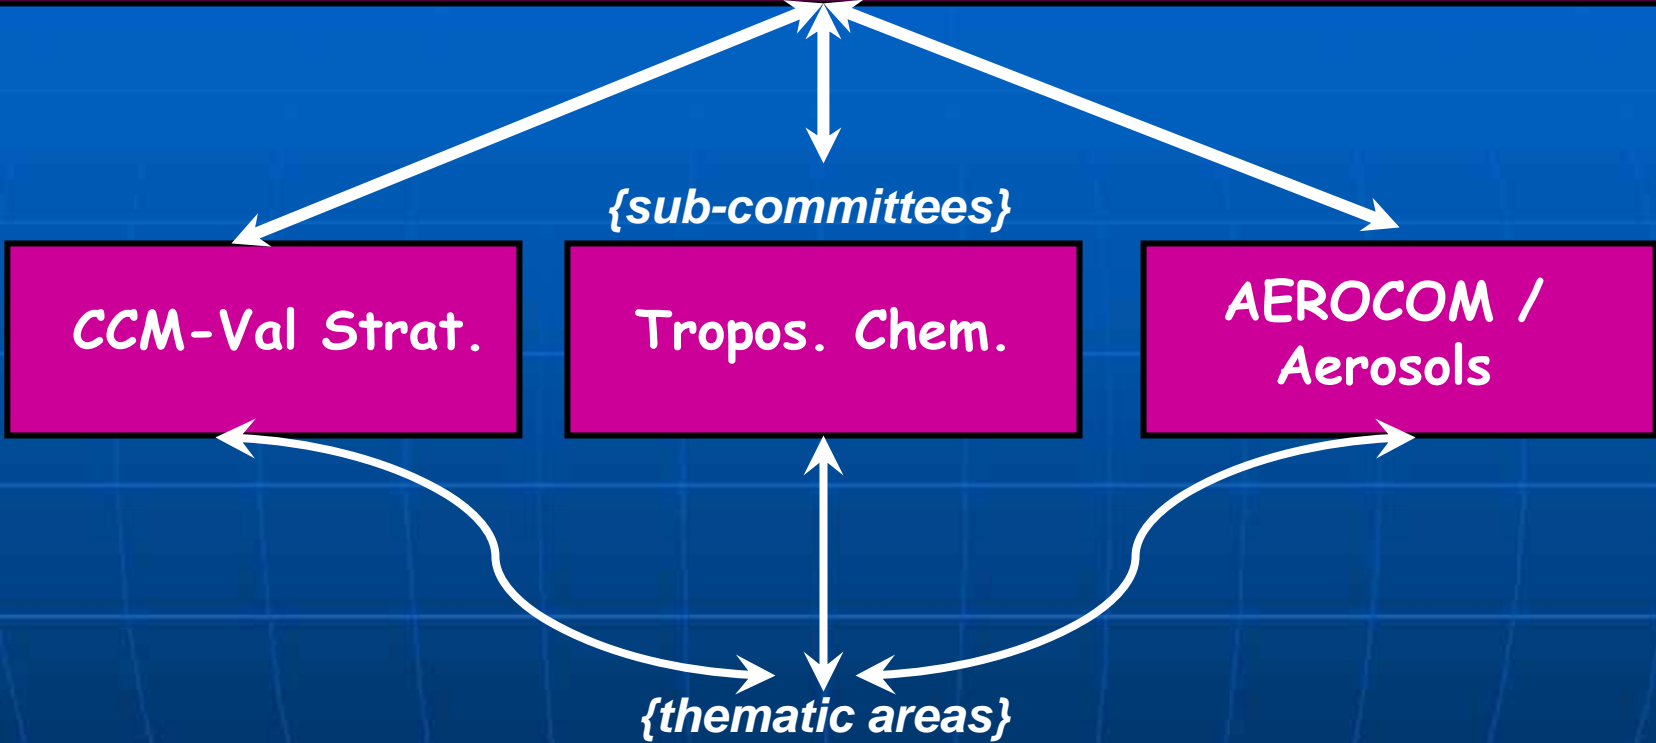 {sub-committees}
CCM-Val Strat.
Tropos. Chem.
AEROCOM /
Aerosols
{thematic areas}